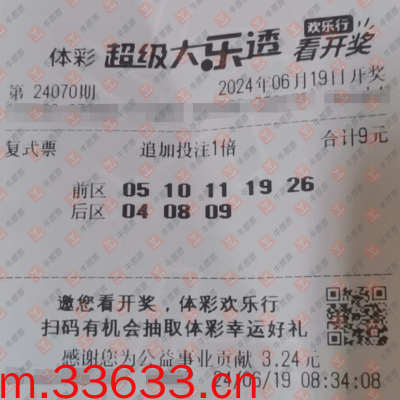 体彩 超级大乐透 欢乐行 看开奖
第 24070期 2024年06月19日开奖
复式票 追加投注1倍 合计9元
前区 05 10 11 19 26
后区 04 08 09
邀您看开奖，体彩欢乐行
扫码有机会抽取体彩幸运好礼
感谢您为公益事业贡献 3.24元
24/06/19 08:34:08
m.33633.cn